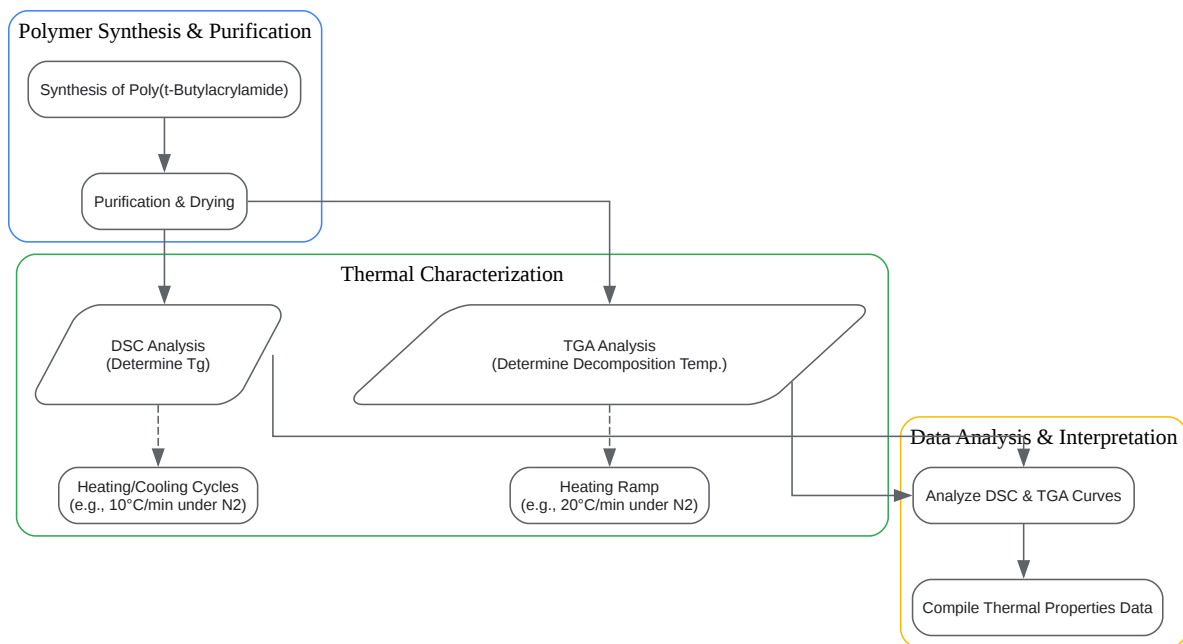 Polymer Synthesis & Purification
Synthesis of Poly(t-Butylacrylamide)
Purification & Drying
Thermal Characterization
DSC Analysis
(Determine Tg)
TGA Analysis
(Determine Decomposition Temp.)
Heating/Cooling Cycles
(e.g., 10°C/min under N2)
Heating Ramp
(e.g., 20°C/min under N2)
Data Analysis & Interpretation
Analyze DSC & TGA Curves
Compile Thermal Properties Data